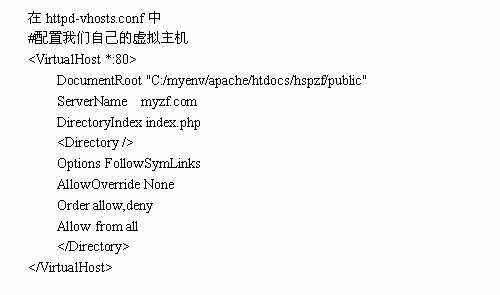 在 httpd-vhosts.conf 中
#配置我们自己的虚拟主机
<VirtualHost *:80>
DocumentRoot "C:/myenv/apache/htdocs/hspzf/public"
ServerName myzf.com
DirectoryIndex index.php
<Directory />
Options FollowSymLinks
AllowOverride None
Order allow,deny
Allow from all
</Directory>
</VirtualHost>